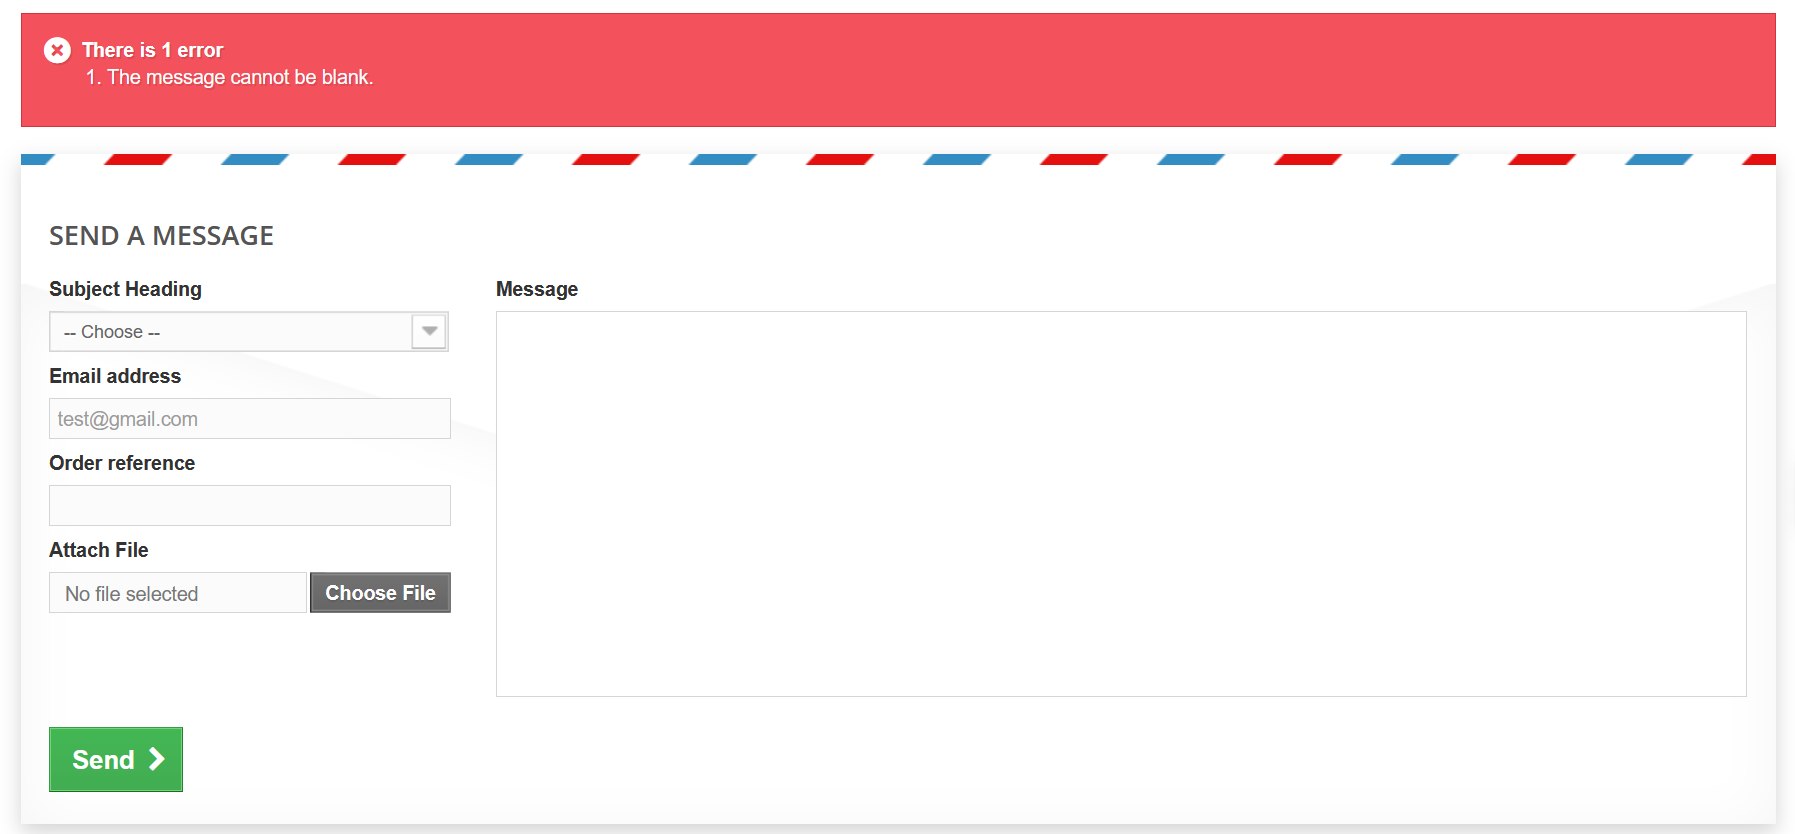 There is 1 error
1. The message cannot be blank.
SEND A MESSAGE
Subject Heading
-- Choose --
Email address
test@gmail.com
Order reference
Attach File
No file selected
Choose File
Message
Send